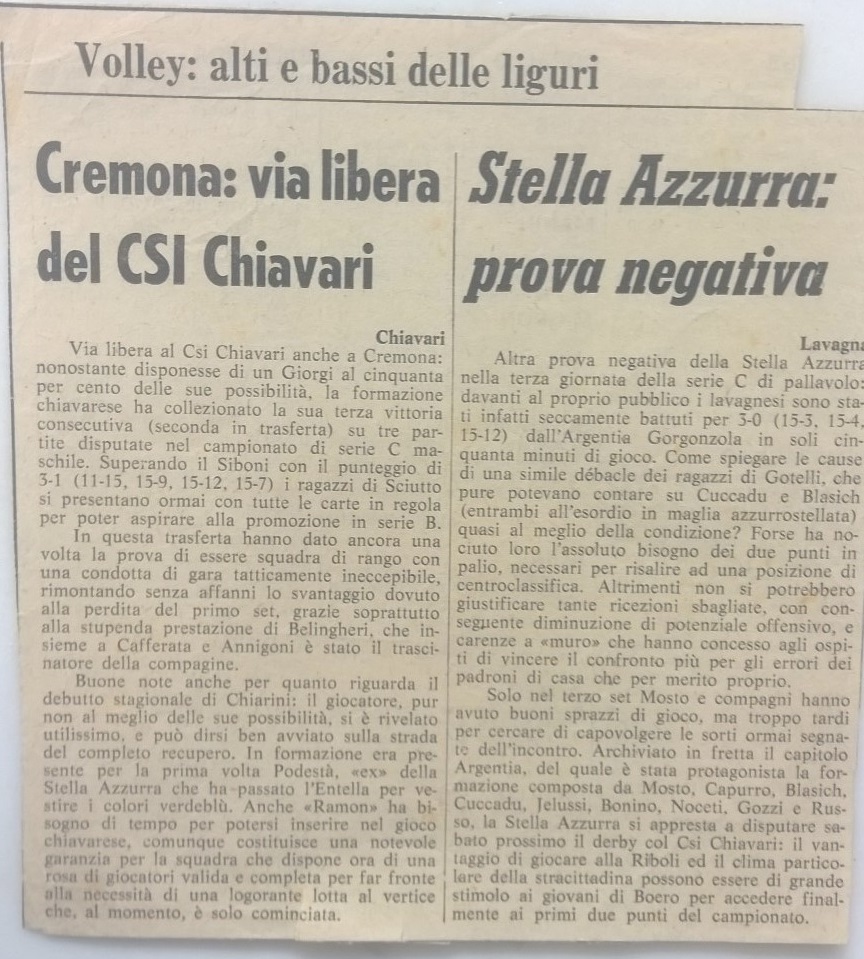 Volley: alti e bassi delle liguri
Cremona: via libera
del CSI Chiavari
Chiavari
Via libera al Csi Chiavari anche a Cremona:
nonostante disponesse di un Giorgi al cinquanta
per cento delle sue possibilità, la formazione
chiavarese ha collezionato la sua terza vittoria
consecutiva (seconda in trasferta) su tre par-
tite disputate nel campionato di serie C ma-
schile. Superando il Siboni con il punteggio di
3-1 (11-15, 15-9, 15-12, 15-7) i ragazzi di Sciutto
si presentano ormai con tutte le carte in regola
per poter aspirare alla promozione in serie B.
In questa trasferta hanno dato ancora una
volta la prova di essere squadra di rango con
una condotta di gara tatticamente ineccepibile,
rimontando senza affanni lo svantaggio dovuto
alla perdita del primo set, grazie soprattutto
alla stupenda prestazione di Belingheri, che in-
sieme a Cafferata e Annigoni è stato il trasci-
natore della compagine.
Buone note anche per quanto riguarda il
debutto stagionale di Chiarini: il giocatore, pur
non al meglio delle sue possibilità, si è rivelato
utilissimo, e può dirsi ben avviato sulla strada
del completo recupero. In formazione era pre-
sente per la prima volta Podestà, «ex» della
Stella Azzurra che ha passato l'Entella per ve-
stire i colori verdeblù. Anche «Ramon» ha bi-
sogno di tempo per potersi inserire nel gioco
chiavarese, comunque costituisce una notevole
garanzia per la squadra che dispone ora di una
rosa di giocatori valida e completa per far fronte
alla necessità di una logorante lotta al vertice
che, al momento, è solo cominciata.
Stella Azzurra:
prova negativa
Lavagna
Altra prova negativa della Stella Azzurra
nella terza giornata della serie C di pallavolo:
davanti al proprio pubblico i lavagnesi sono sta-
ti infatti seccamente battuti per 3-0 (15-3, 15-4,
15-12) dall'Argentia Gorgonzola in soli cin-
quanta minuti di gioco. Come spiegare le cause
di una simile débacle dei ragazzi di Gotelli, che
pure potevano contare su Cuccadu e Blasich
(entrambi all'esordio in maglia azzurrostellata)
quasi al meglio della condizione? Forse ha no-
ciuto loro l'assoluto bisogno dei due punti in
palio, necessari per risalire ad una posizione di
centroclassifica. Altrimenti non si potrebbero
giustificare tante ricezioni sbagliate, con con-
seguente diminuzione di potenziale offensivo, e
carenze a «muro» che hanno concesso agli ospi-
ti di vincere il confronto più per gli errori dei
padroni di casa che per merito proprio.
Solo nel terzo set Mosto e compagni hanno
avuto buoni sprazzi di gioco, ma troppo tardi
per cercare di capovolgere le sorti ormai segna-
te dell'incontro. Archiviato in fretta il capitolo
Argentia, del quale è stata protagonista la for-
mazione composta da Mosto, Capurro, Blasich,
Cuccadu, Jelussi, Bonino, Noceti, Gozzi e Rus-
so, la Stella Azzurra si appresta a disputare sa-
bato prossimo il derby col Csi Chiavari: il van-
taggio di giocare alla Riboli ed il clima partico-
lare della stracittadina possono essere di grande
stimolo ai giovani di Boero per accedere final-
mente ai primi due punti del campionato.